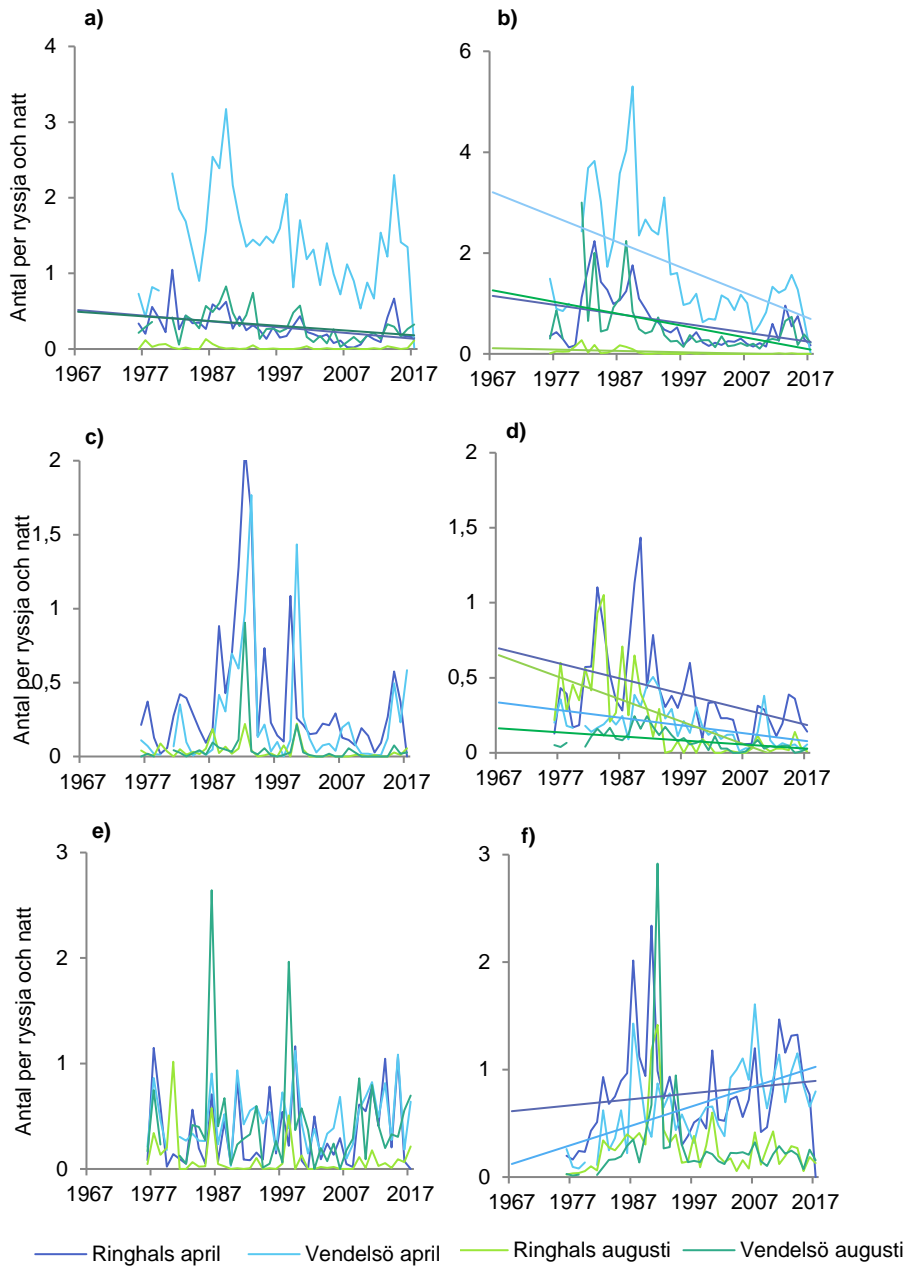 a)
b)
Antal per ryssja och natt
4
3
2
1
0
1967 1977 1987 1997 2007 2017
6
4
2
0
1967 1977 1987 1997 2007 2017
c)
d)
Antal per ryssja och natt
2
1,5
1
0,5
0
1967 1977 1987 1997 2007 2017
2
1,5
1
0,5
0
1967 1977 1987 1997 2007 2017
e)
f)
Antal per ryssja och natt
3
2
1
0
1967 1977 1987 1997 2007 2017
3
2
1
0
1967 1977 1987 1997 2007 2017
Ringhals april Vendelsö april Ringhals augusti Vendelsö augusti